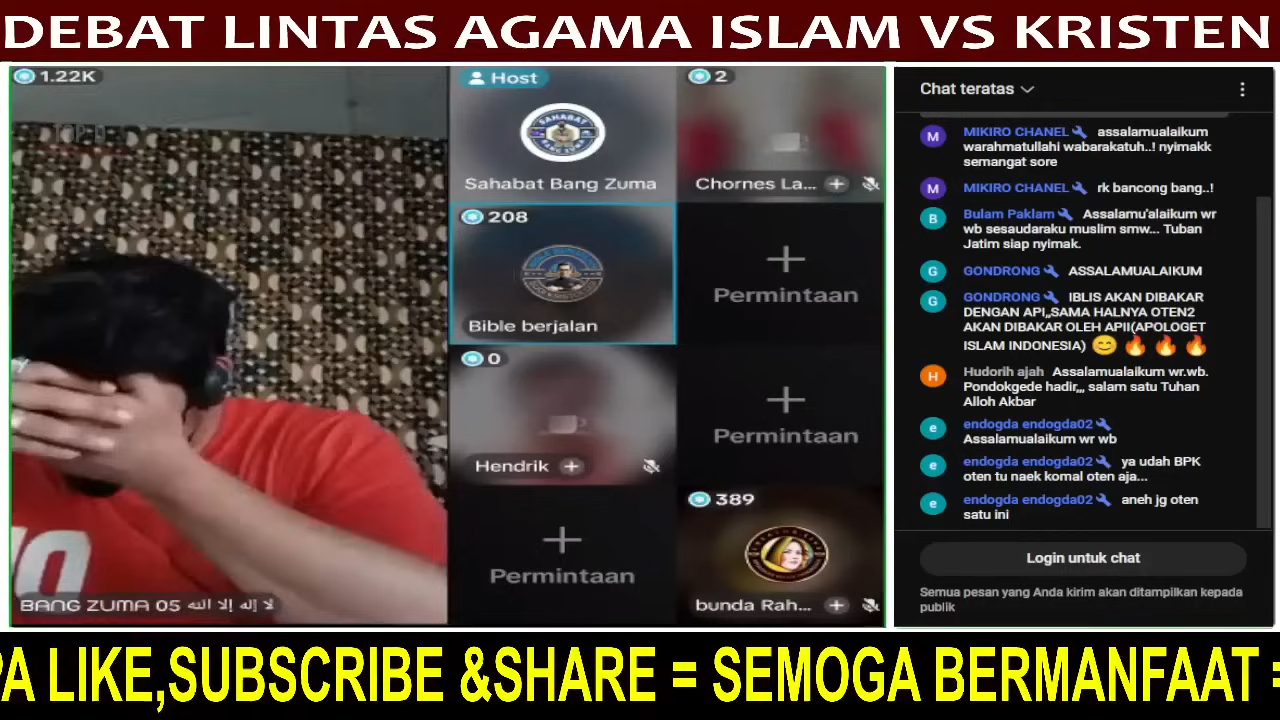 DEBAT LINTAS AGAMA ISLAM VS KRISTEN
1.22K
Host
SAHABAT
BANG ZUMA
Sahabat Bang Zuma
2
Chornes La...
208
Bible berjalan
Permintaan
0
Hendrik
Permintaan
Permintaan
389
bunda Rah...
BANG ZUMA 05 لا إله إلا الله
Chat teratas
M
MIKIRO CHANEL assalamualaikum
warahmatullahi wabarakatuh..! nyimakk
semangat sore
M
MIKIRO CHANEL rk bancong bang..!
B
Bulam Paklam Assalamu'alaikum wr
wb sesaudaraku muslim smw... Tuban
Jatim siap nyimak.
G
GONDRONG ASSALAMUALAIKUM
G
GONDRONG IBLIS AKAN DIBAKAR
DENGAN API,,SAMA HALNYA OTEN2
AKAN DIBAKAR OLEH APII(APOLOGET
ISLAM INDONESIA) 😊 🔥 🔥 🔥
H
Hudorih ajah Assalamualaikum wr.wb.
Pondokgede hadir,,, salam satu Tuhan
Alloh Akbar
e
endogda endogda02
Assalamualaikum wr wb
e
endogda endogda02 ya udah BPK
oten tu naek komal oten aja...
e
endogda endogda02 aneh jg oten
satu ini
Login untuk chat
Semua pesan yang Anda kirim akan ditampilkan kepada
publik
PA LIKE,SUBSCRIBE &SHARE = SEMOGA BERMANFAAT =